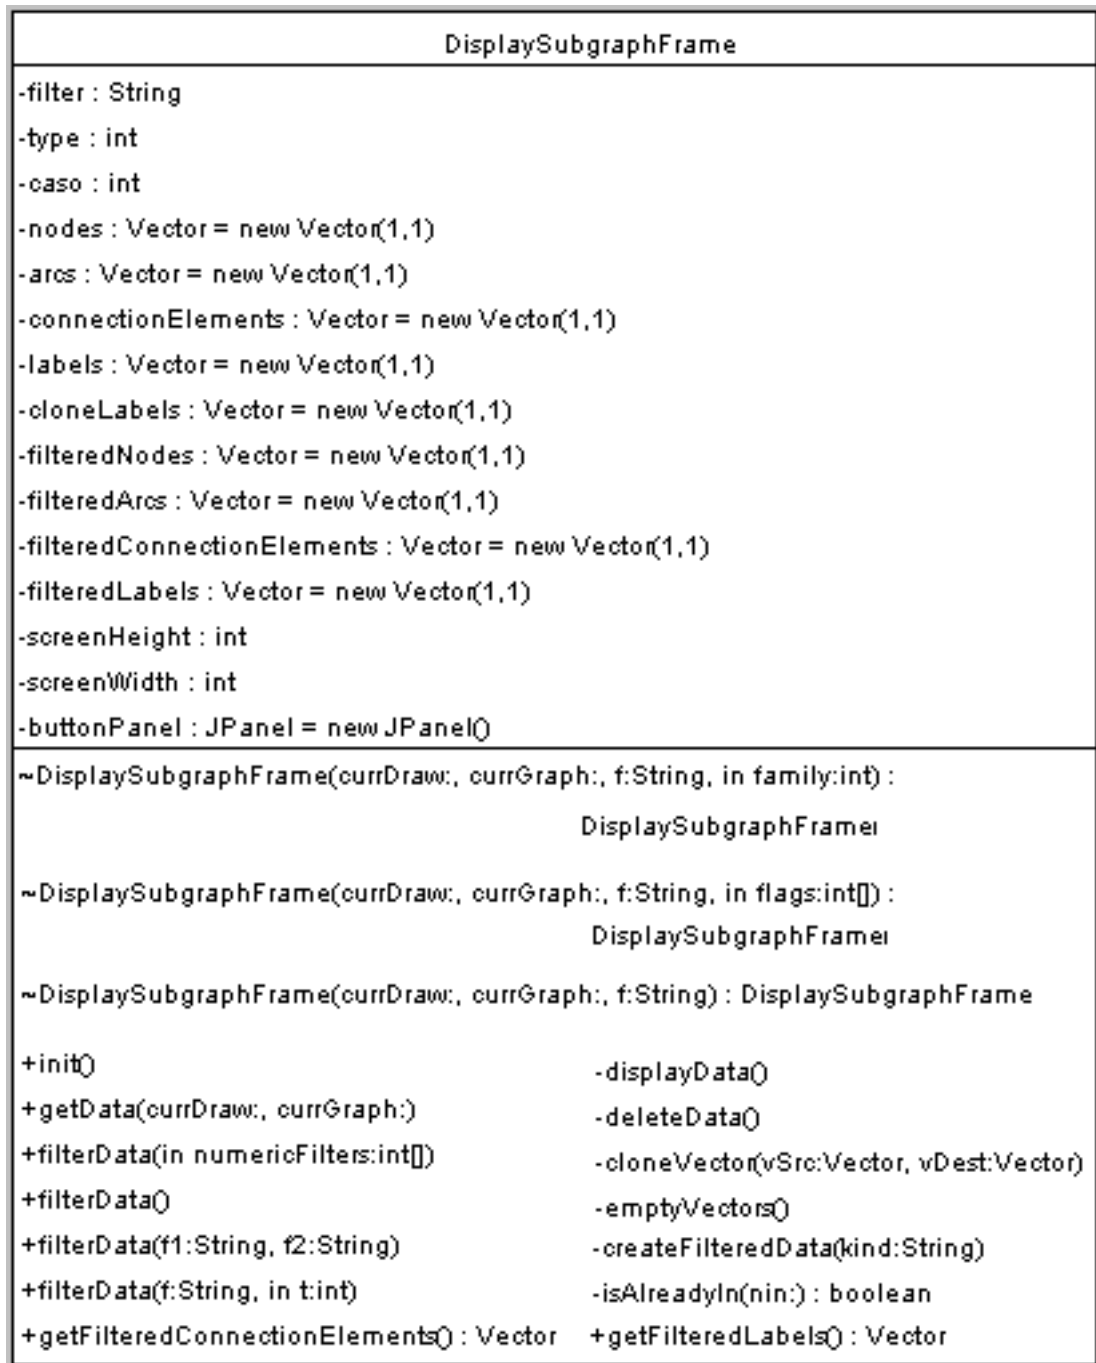 DisplaySubgraphFrame
-filter : String
-type : int
-caso : int
-nodes : Vector = new Vector(1,1)
-arcs : Vector = new Vector(1,1)
-connectionElements : Vector = new Vector(1,1)
-labels : Vector = new Vector(1,1)
-cloneLabels : Vector = new Vector(1,1)
-filteredNodes : Vector = new Vector(1,1)
-filteredArcs : Vector = new Vector(1,1)
-filteredConnectionElements : Vector = new Vector(1,1)
-filteredLabels : Vector = new Vector(1,1)
-screenHeight : int
-screenWidth : int
-buttonPanel : JPanel = new JPanel()
~DisplaySubgraphFrame(currDraw:, currGraph:, f:String, in family:int) :
DisplaySubgraphFrame
~DisplaySubgraphFrame(currDraw:, currGraph:, f:String, in flags:int[]) :
DisplaySubgraphFrame
~DisplaySubgraphFrame(currDraw:, currGraph:, f:String) : DisplaySubgraphFrame
+init()
+getData(currDraw:, currGraph:)
+filterData(in numericFilters:int[])
+filterData()
+filterData(f1:String, f2:String)
+filterData(f:String, in t:int)
+getFilteredConnectionElements() : Vector
-displayData()
-deleteData()
-cloneVector(vSrc:Vector, vDest:Vector)
-emptyVectors()
-createFilteredData(kind:String)
-isAlreadyIn(nin:) : boolean
+getFilteredLabels() : Vector